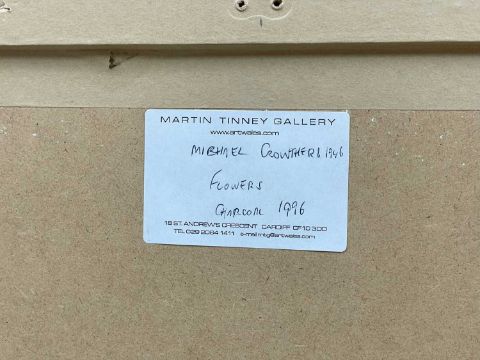 MARTIN TINNEY GALLERY
www.artwales.com
MICHAEL CROWTHER B 1946
FLOWERS
CHARCOAL 1996
18 ST ANDREW'S CRESCENT CARDIFF CF10 3DD
TEL 029 2064 1411 e-mail mtg@artwales.com